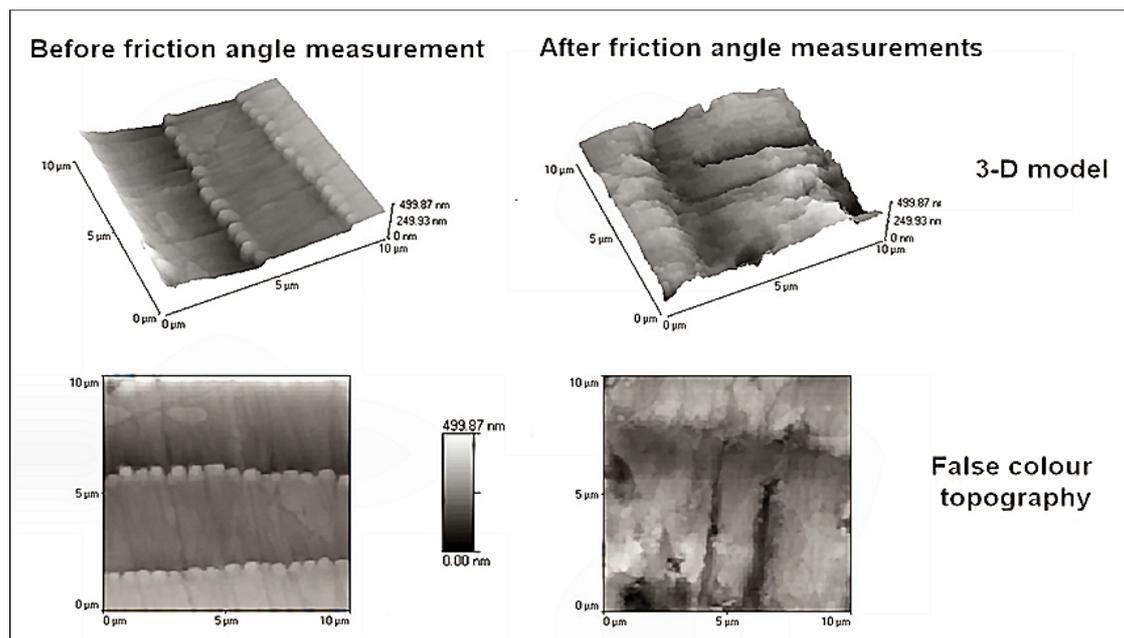 Before friction angle measurement
After friction angle measurements
10 µm
5 µm
0 µm
0 µm
5 µm
10 µm
499.87 nm
249.93 nm
0 nm
10 µm
5 µm
0 µm
0 µm
5 µm
10 µm
499.87 nm
249.93 nm
0 nm
3-D model
10 µm
5 µm
0 µm
0 µm
5 µm
10 µm
499.87 nm
0.00 nm
10 µm
5 µm
0 µm
0 µm
5 µm
10 µm
False colour
topography